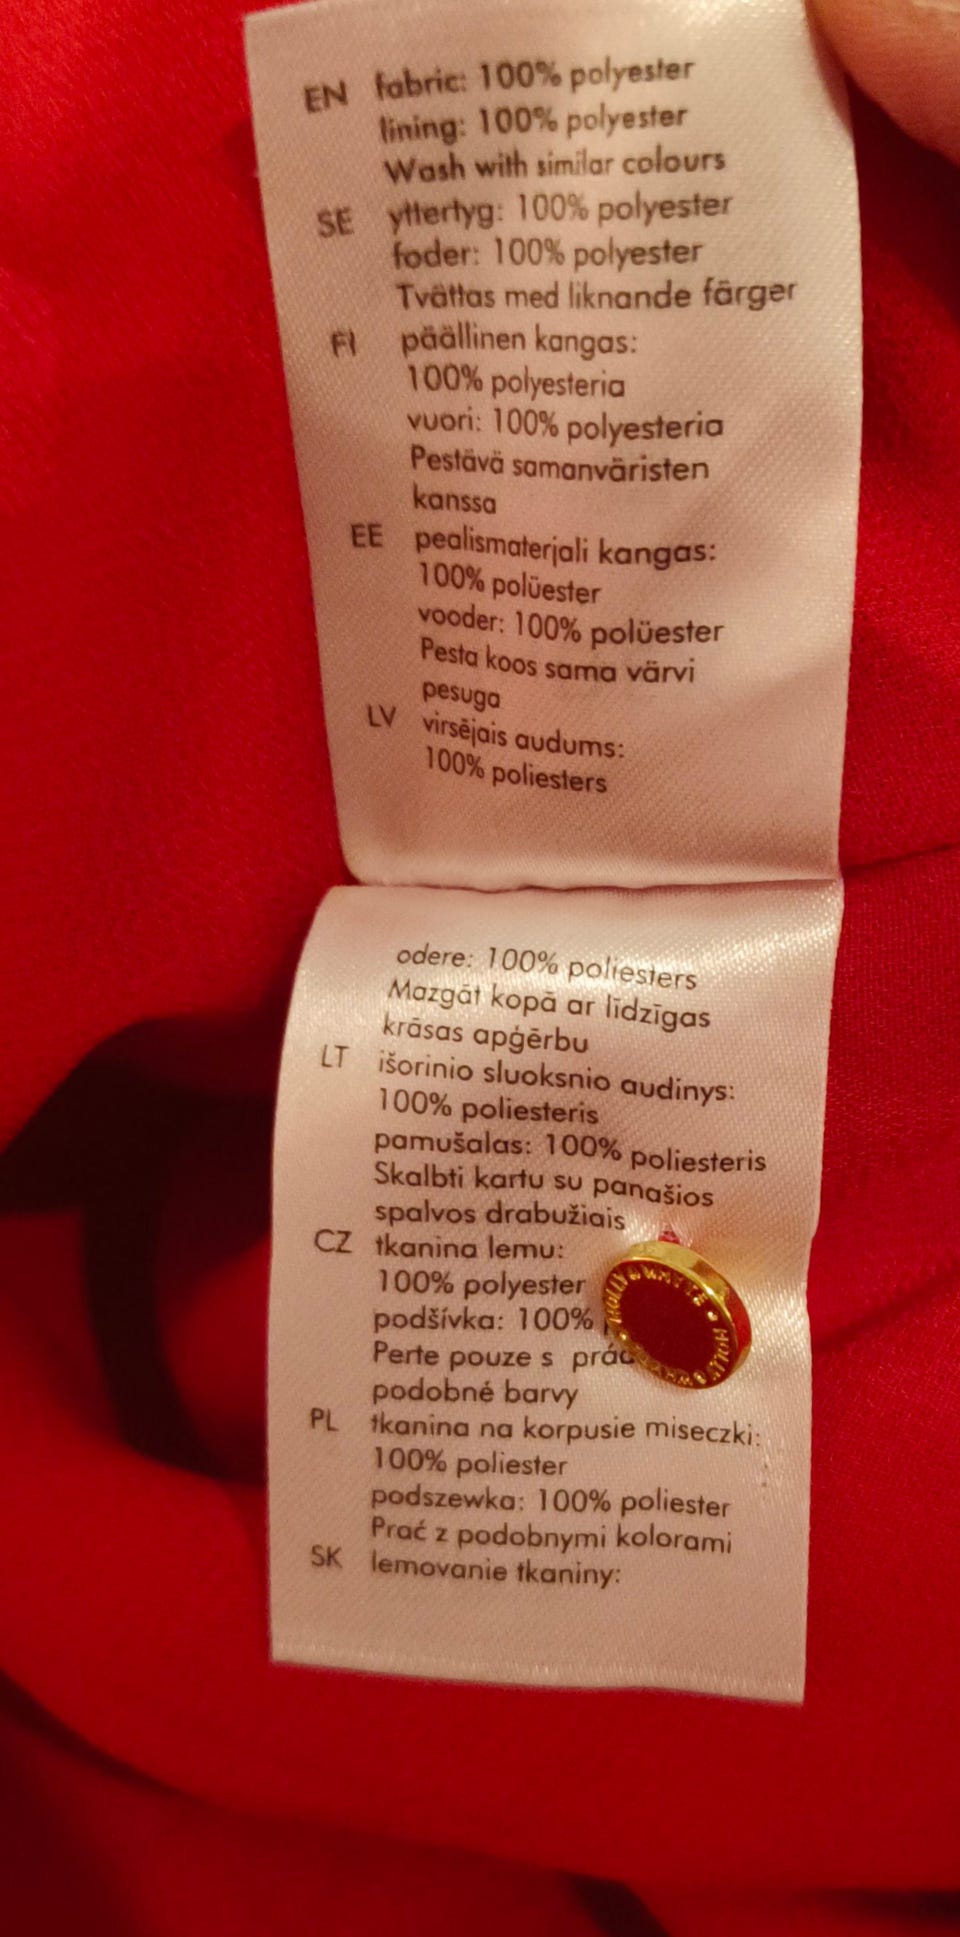 EN fabric: 100% polyester
lining: 100% polyester
Wash with similar colours
SE yttertyg: 100% polyester
foder: 100% polyester
Tvättas med liknande färger
FI päällinen kangas:
100% polyesteria
vuori: 100% polyesteria
Pestävä samanväristen
kanssa
EE pealismaterjali kangas:
100% polüester
vooder: 100% polüester
Pesta koos sama värvi
pesuga
LV virsējais audums:
100% poliesters
odere: 100% poliesters
Mazgāt kopā ar līdzīgas
krāsas apģērbu
LT išorinio sluoksnio audinys:
100% poliesteris
pamušalas: 100% poliesteris
Skalbti kartu su panašios
spalvos drabužiais
CZ tkanina lemu:
100% polyester
podšívka: 100%
Perte pouze s
podobné barvy
PL tkanina na korpusie miseczki:
100% poliester
podszewka: 100% poliester
Prać z podobnymi kolorami
SK lemovanie tkaniny:
HOLLY & WHYTE